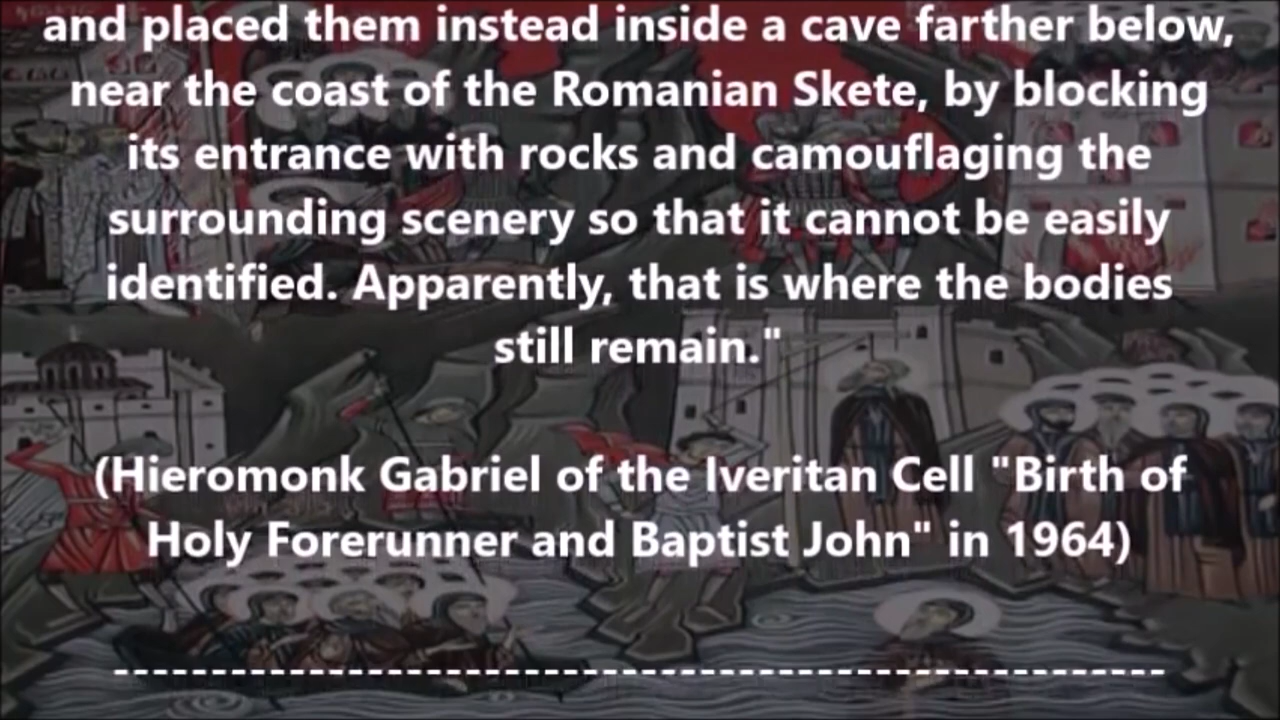 and placed them instead inside a cave farther below,
near the coast of the Romanian Skete, by blocking
its entrance with rocks and camouflaging the
surrounding scenery so that it cannot be easily
identified. Apparently, that is where the bodies
still remain."
(Hieromonk Gabriel of the Iveritan Cell "Birth of
Holy Forerunner and Baptist John" in 1964)
------------------------------------------------------